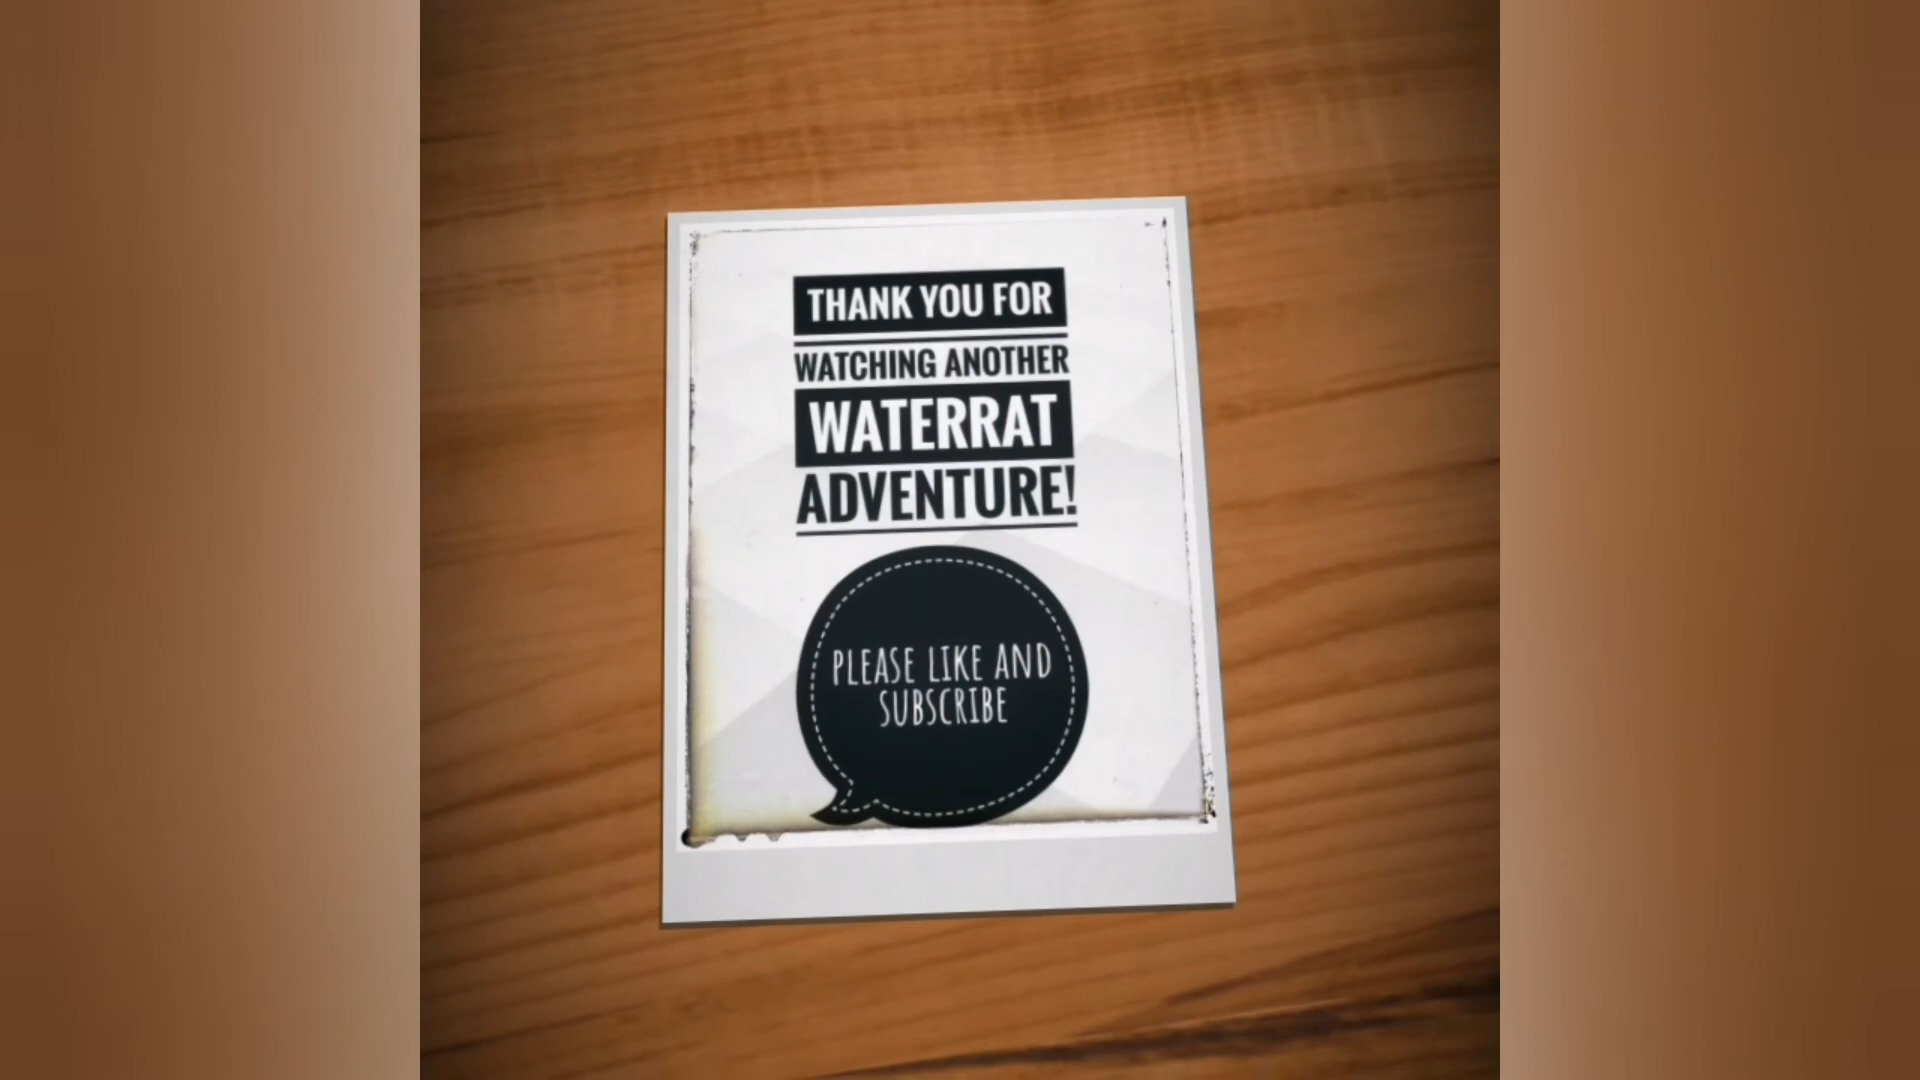 THANK YOU FOR
WATCHING ANOTHER
WATERRAT
ADVENTURE!
PLEASE LIKE AND
SUBSCRIBE